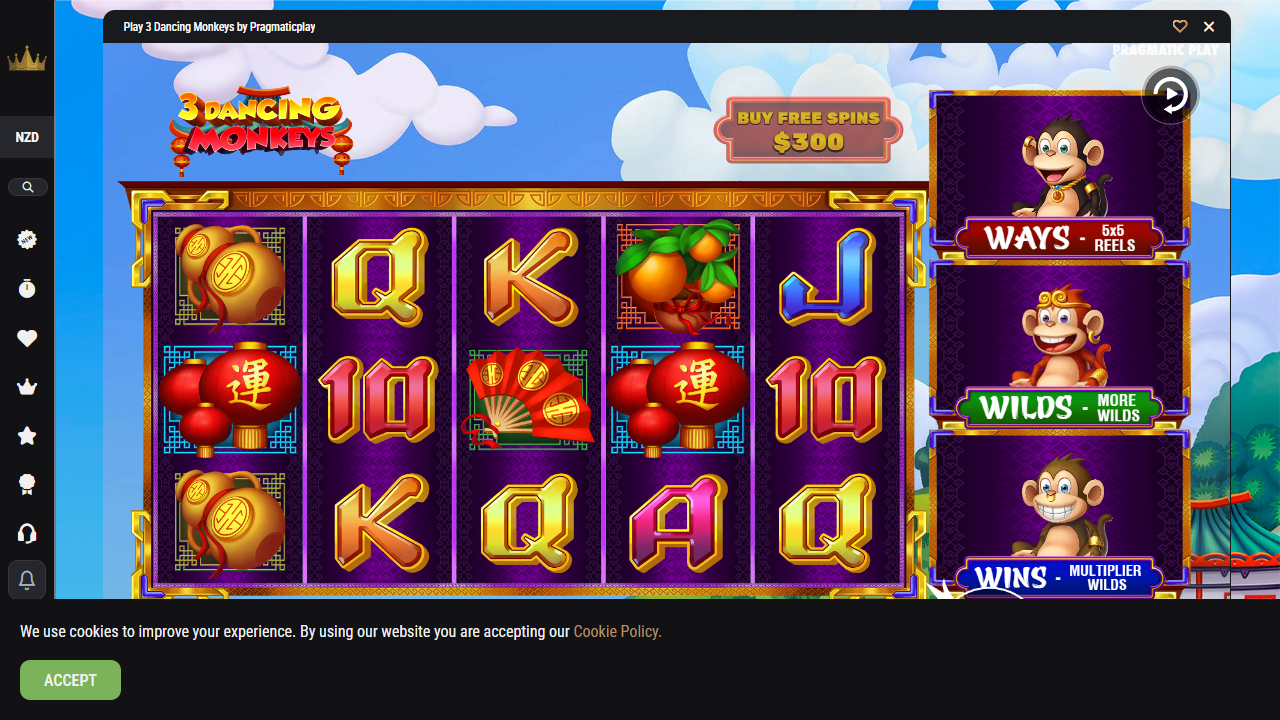 Play 3 Dancing Monkeys by Pragmaticplay
PRAGMATIC PLAY
NZD
NEW
3 DANCING
MONKEYS
BUY FREE SPINS
$300
WAYS - 5x5
REELS
WILDS - MORE
WILDS
WINS - MULTIPLIER
WILDS
Q K J
運 10 運 10
K Q A Q
We use cookies to improve your experience. By using our website you are accepting our Cookie Policy.
ACCEPT